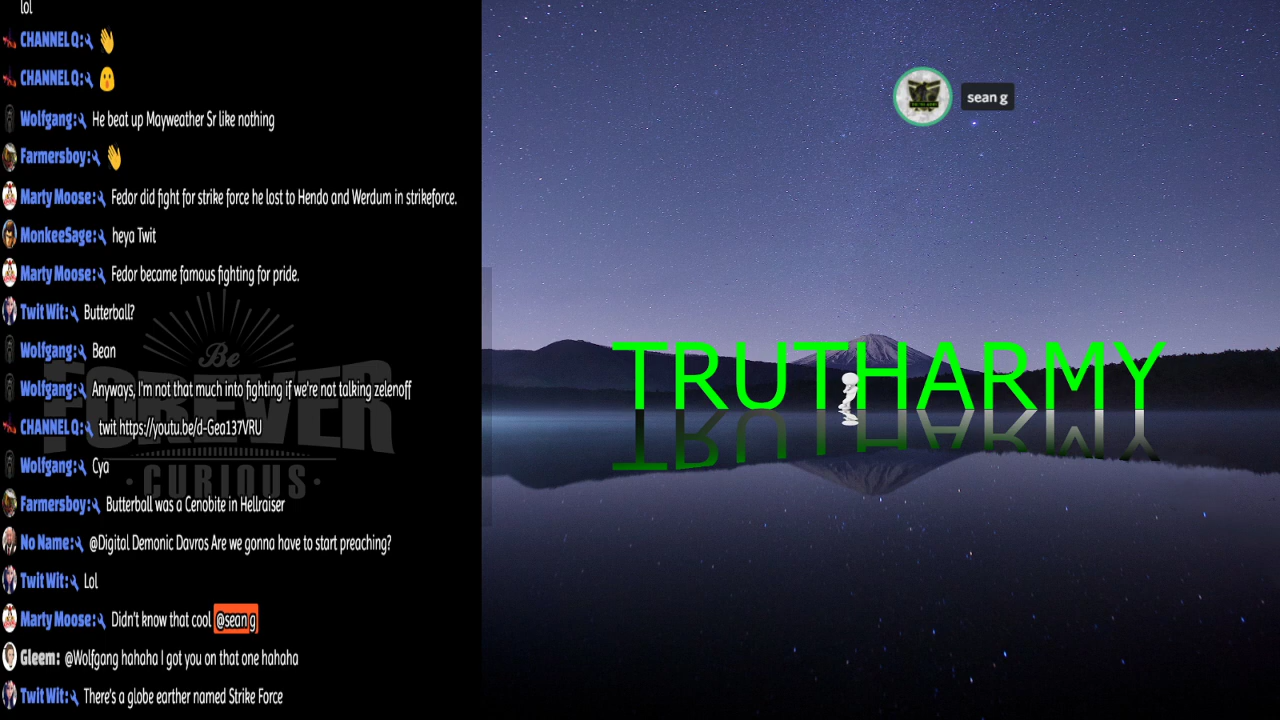 lol
CHANNEL Q: 👋
CHANNEL Q: 😯
Wolfgang: He beat up Mayweather Sr like nothing
Farmersboy: 👋
Marty Moose: Fedor did fight for strike force he lost to Hendo and Werdum in strikeforce.
MonkeeSage: heya Twit
Marty Moose: Fedor became famous fighting for pride.
Twit Wit: Butterball?
Wolfgang: Bean
Wolfgang: Anyways, I'm not that much into fighting if we're not talking zelenoff
CHANNEL Q: twit https://youtu.be/d-Gea137VRU
Wolfgang: Cya
Farmersboy: Butterball was a Cenobite in Hellraiser
No Name: @Digital Demonic Davros Are we gonna have to start preaching?
Twit Wit: Lol
Marty Moose: Didn't know that cool @sean g
Gleem: @Wolfgang hahaha I got you on that one hahaha
Twit Wit: There's a globe earther named Strike Force
Be
FOREVER
CURIOUS
sean g
TRUTHARMY